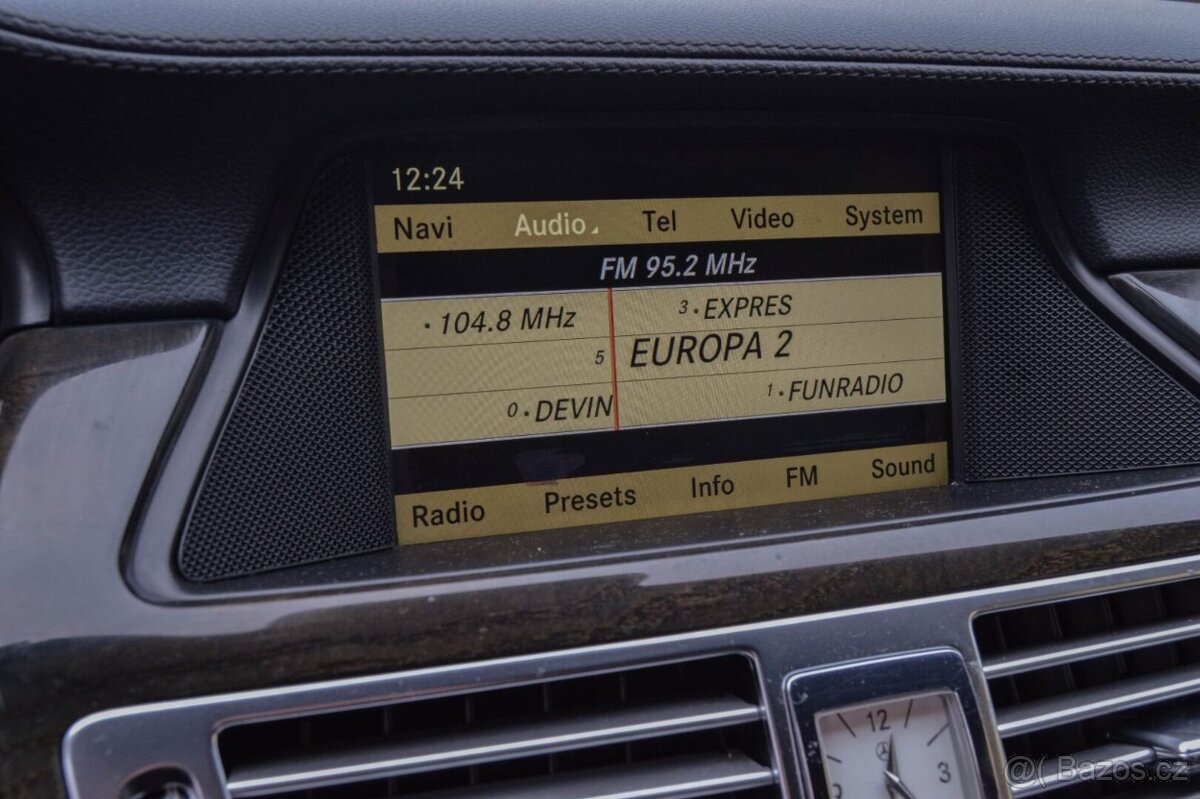 12:24
Navi Audio Tel Video System
FM 95.2 MHz
· 104.8 MHz 3 · EXPRES
5 EUROPA 2
0 · DEVIN 1 · FUNRADIO
Radio Presets Info FM Sound
12
3
@( Bazos.cz